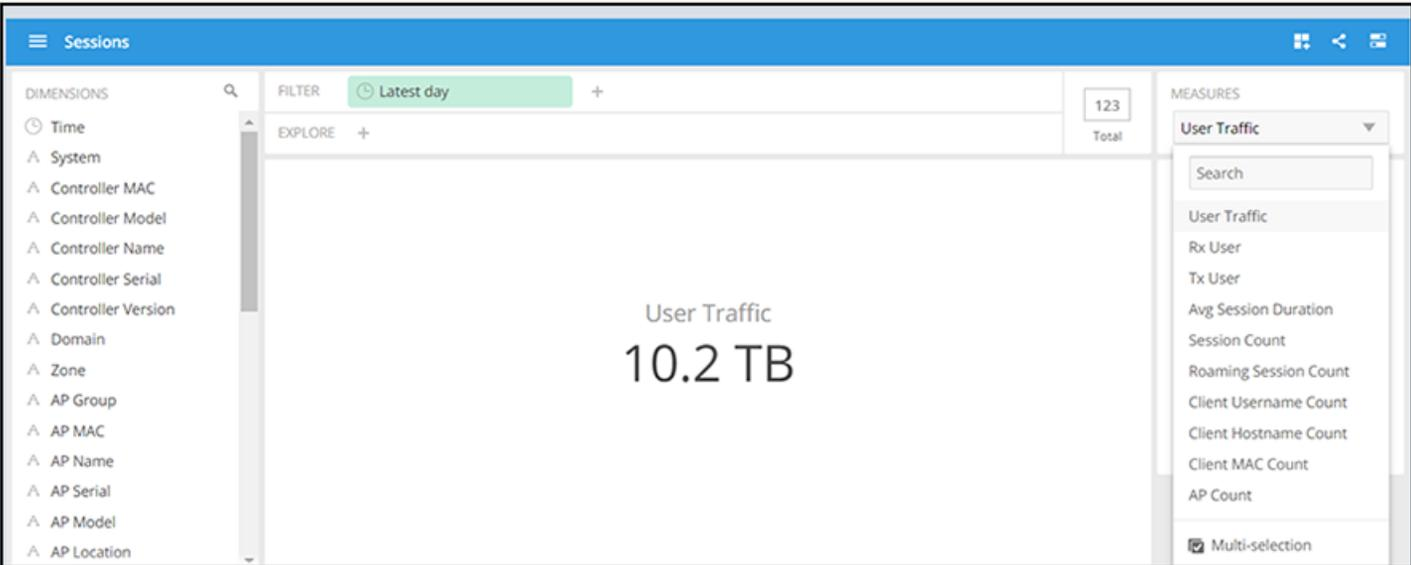 Sessions
DIMENSIONS
Time
System
Controller MAC
Controller Model
Controller Name
Controller Serial
Controller Version
Domain
Zone
AP Group
AP MAC
AP Name
AP Serial
AP Model
AP Location
FILTER
Latest day
+
EXPLORE +
123
Total
User Traffic
10.2 TB
MEASURES
User Traffic
Search
User Traffic
Rx User
Tx User
Avg Session Duration
Session Count
Roaming Session Count
Client Username Count
Client Hostname Count
Client MAC Count
AP Count
Multi-selection